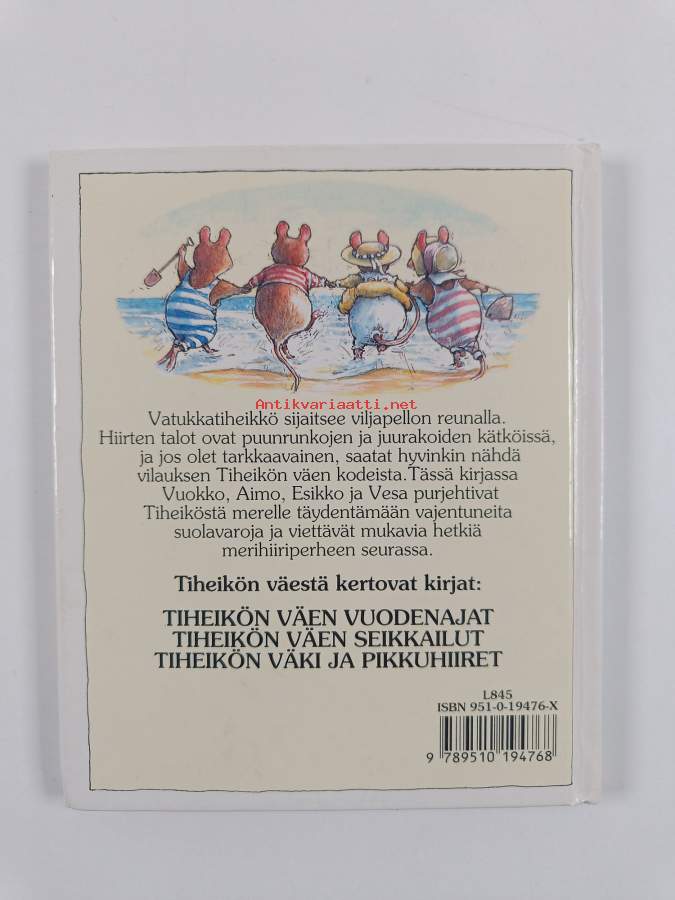 Antikvariaatti.net
Vatukkatiheikkö sijaitsee viljapellon reunalla.
Hiirten talot ovat puunrunkojen ja juurakoiden kätköissä,
ja jos olet tarkkaavainen, saatat hyvinkin nähdä
vilauksen Tiheikön väen kodeista. Tässä kirjassa
Vuokko, Aimo, Esikko ja Vesa purjehtivat
Tiheiköstä merelle täydentämään vajentuneita
suolavaroja ja viettävät mukavia hetkiä
merihiiriperheen seurassa.
Tiheikön väestä kertovat kirjat:
TIHEIKÖN VÄEN VUODENAJAT
TIHEIKÖN VÄEN SEIKKAILUT
TIHEIKÖN VÄKI JA PIKKUHIIRET
L845
ISBN 951-0-19476-X
9 789510 194768